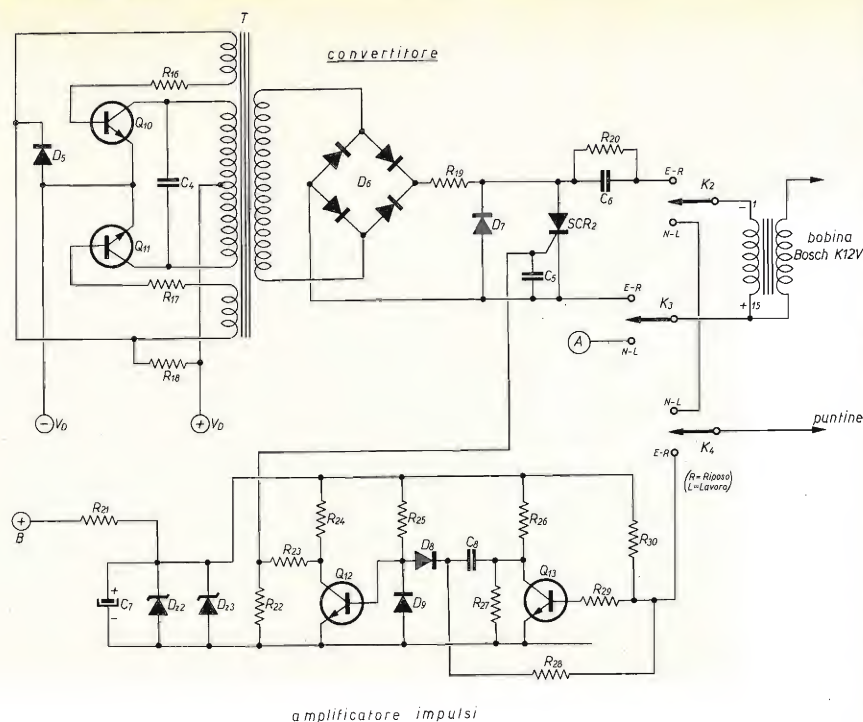 T
convertitore
R16
Q10
D5
C4
Q11
R17
R18
− VD
+ VD
D6
R19
D7
SCR2
C5
R20
C6
E-R
K2
N-L
− 1
+ 15
bobina
Bosch K12V
E-R
K3
N-L
A
N-L
K4
E-R
puntine
(R=Riposo
L=Lavoro)
+
B
R21
C7
+
−
Dz2
Dz3
R22
R23
R24
Q12
R25
D8
D9
C8
R26
R27
Q13
R28
R29
R30
amplificatore impulsi